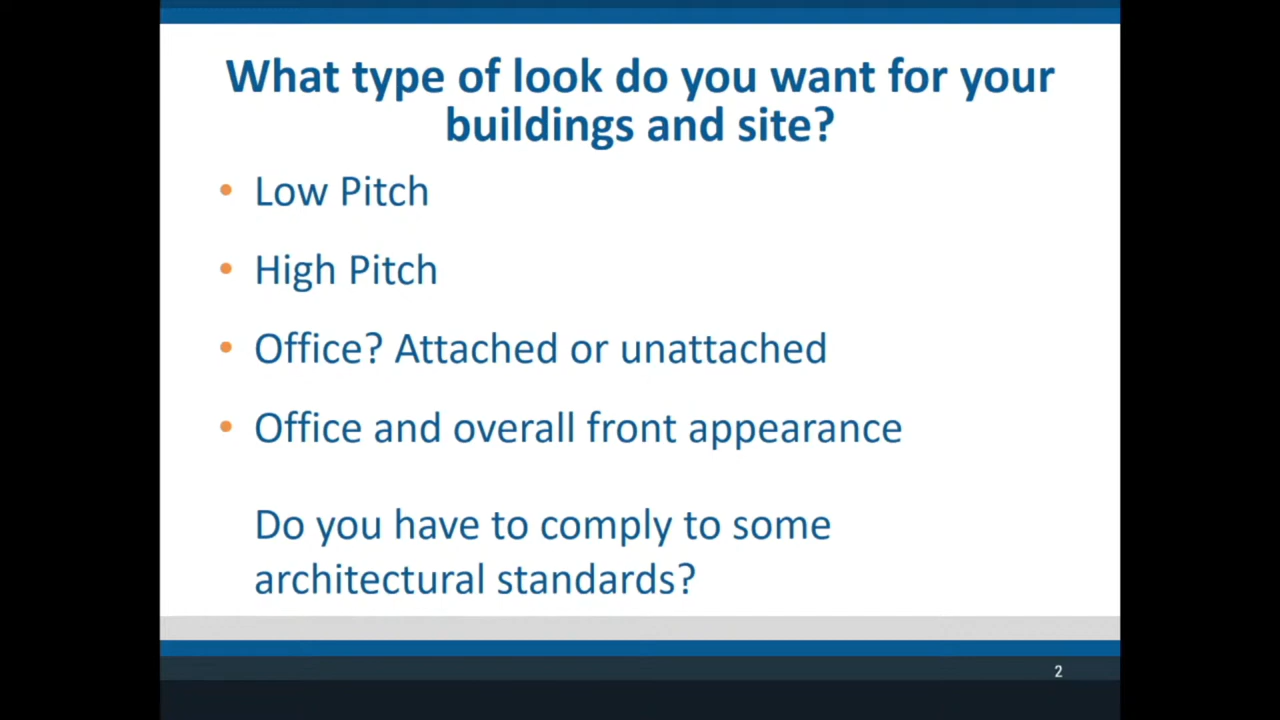 What type of look do you want for your
buildings and site?
• Low Pitch
• High Pitch
• Office? Attached or unattached
• Office and overall front appearance
Do you have to comply to some
architectural standards?
2